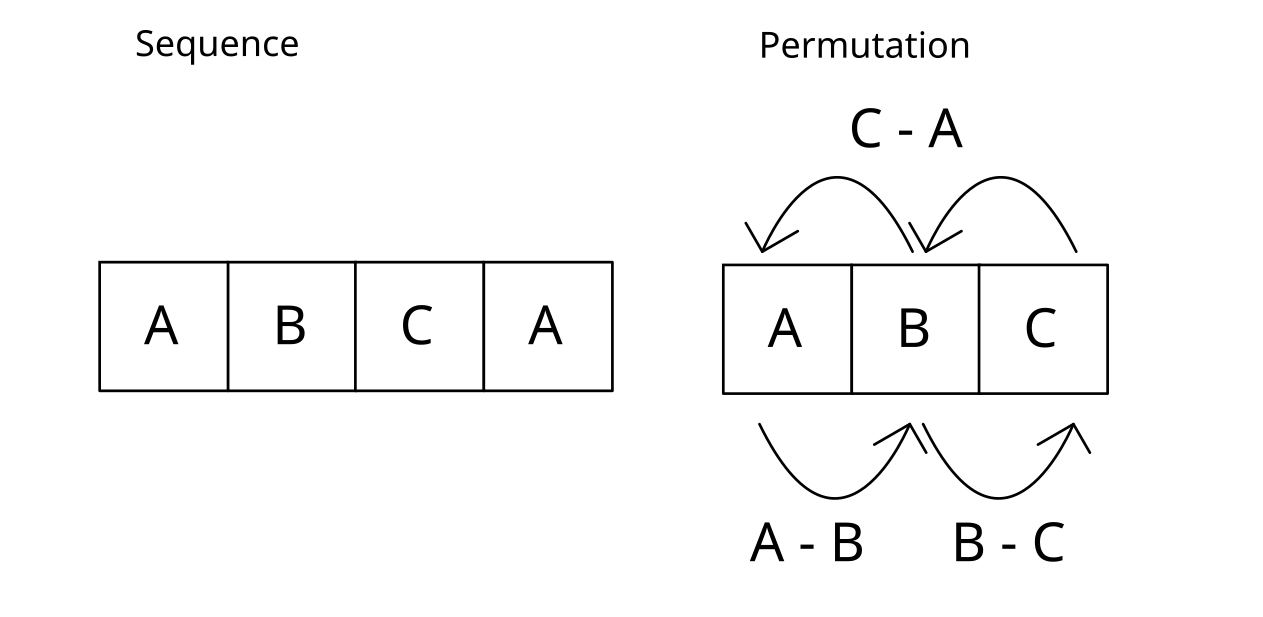 Sequence
Permutation
C - A
A B C A
A B C
A - B
B - C